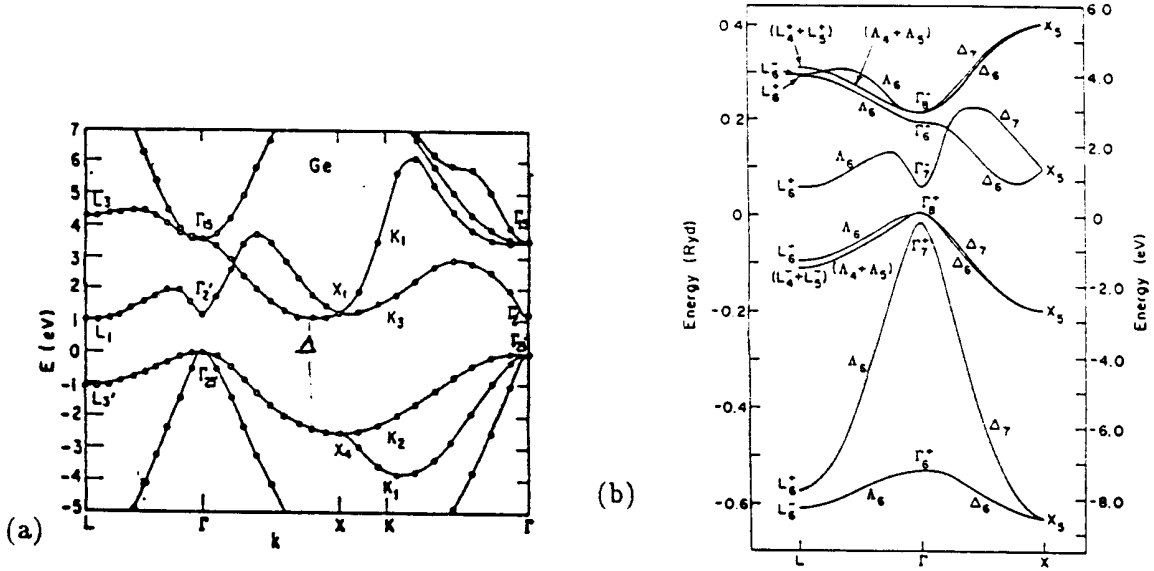 Ge
E (eV)
7
6
5
4
3
2
1
0
-1
-2
-3
-4
-5
L3
Γ15
K1
Γ15
Γ2'
X1
L1
K3
Δ
L3'
K2
X4
K1
L
Γ
X
K
Γ
k
(a)
Energy (Ryd)
0.4
0.2
0
-0.2
-0.4
-0.6
(L4+ + L5+)
(Λ4 + Λ5)
X5
Δ7
L6-
Λ6
Δ6
L6+
Λ6
Γ6-
Δ7
Λ6
Γ7-
X5
L6+
Δ6
Γ8+
Λ6
Δ7
L6-
Γ7+
(L4- + L5-)
(Λ4 + Λ5)
Δ6
X5
Λ6
Δ7
L6+
Γ6+
L6-
Λ6
Δ6
X5
L
Γ
X
6.0
4.0
2.0
0
-2.0
-4.0
-6.0
-8.0
Energy (eV)
(b)